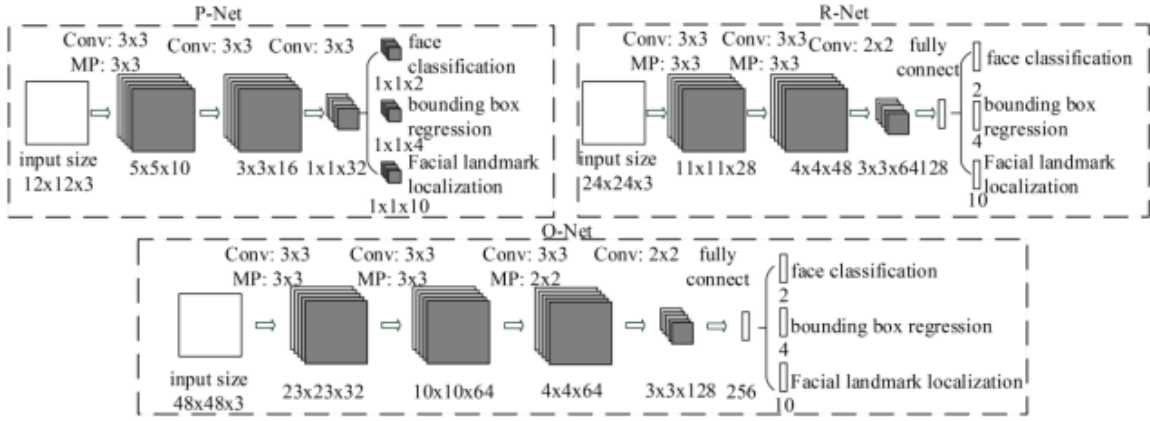 P-Net
Conv: 3x3 Conv: 3x3 Conv: 3x3
MP: 3x3
face
classification
1x1x2
bounding box
regression
1x1x4
Facial landmark
localization
1x1x10
input size
12x12x3
5x5x10
3x3x16
1x1x32
R-Net
Conv: 3x3 Conv: 3x3 Conv: 2x2 fully
MP: 3x3 MP: 3x3 connect
face classification
2
bounding box
regression
4
Facial landmark
localization
10
input size
24x24x3
11x11x28
4x4x48
3x3x64
128
O-Net
Conv: 3x3 Conv: 3x3 Conv: 3x3 Conv: 2x2 fully
MP: 3x3 MP: 3x3 MP: 2x2 connect
face classification
2
bounding box regression
4
Facial landmark localization
10
input size
48x48x3
23x23x32
10x10x64
4x4x64
3x3x128
256